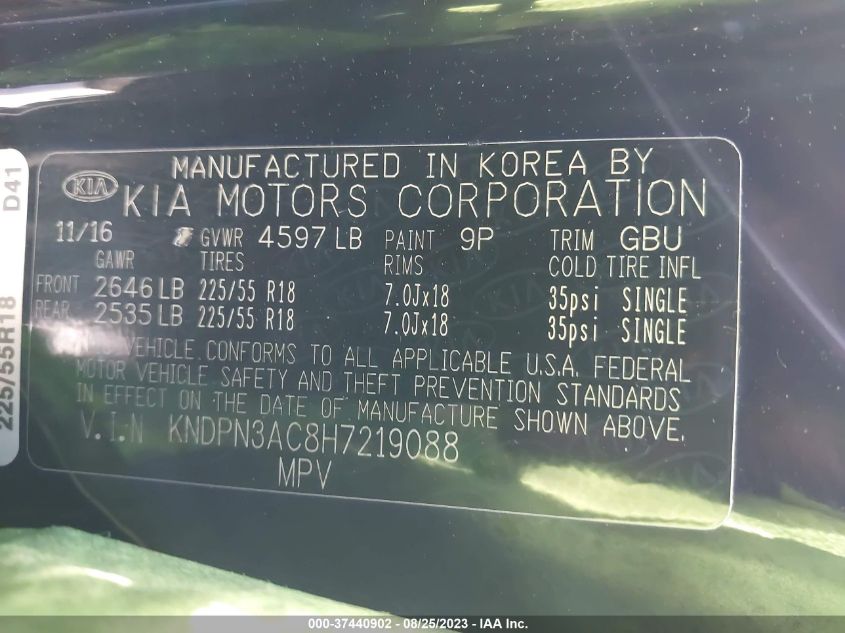 MANUFACTURED IN KOREA BY
KIA KIA MOTORS CORPORATION
11/16 GVWR 4597 LB PAINT 9P TRIM GBU
GAWR TIRES RIMS COLD TIRE INFL
FRONT 2646 LB 225/55 R18 7.0Jx18 35psi SINGLE
REAR 2535 LB 225/55 R18 7.0Jx18 35psi SINGLE
VEHICLE CONFORMS TO ALL APPLICABLE U.S.A. FEDERAL
MOTOR VEHICLE SAFETY AND THEFT PREVENTION STANDARDS
IN EFFECT ON THE DATE OF MANUFACTURE SHOWN ABOVE.
V.I.N KNDPN3AC8H7219088
MPV
225/55R18 D41
000-37440902 - 08/25/2023 - IAA Inc.